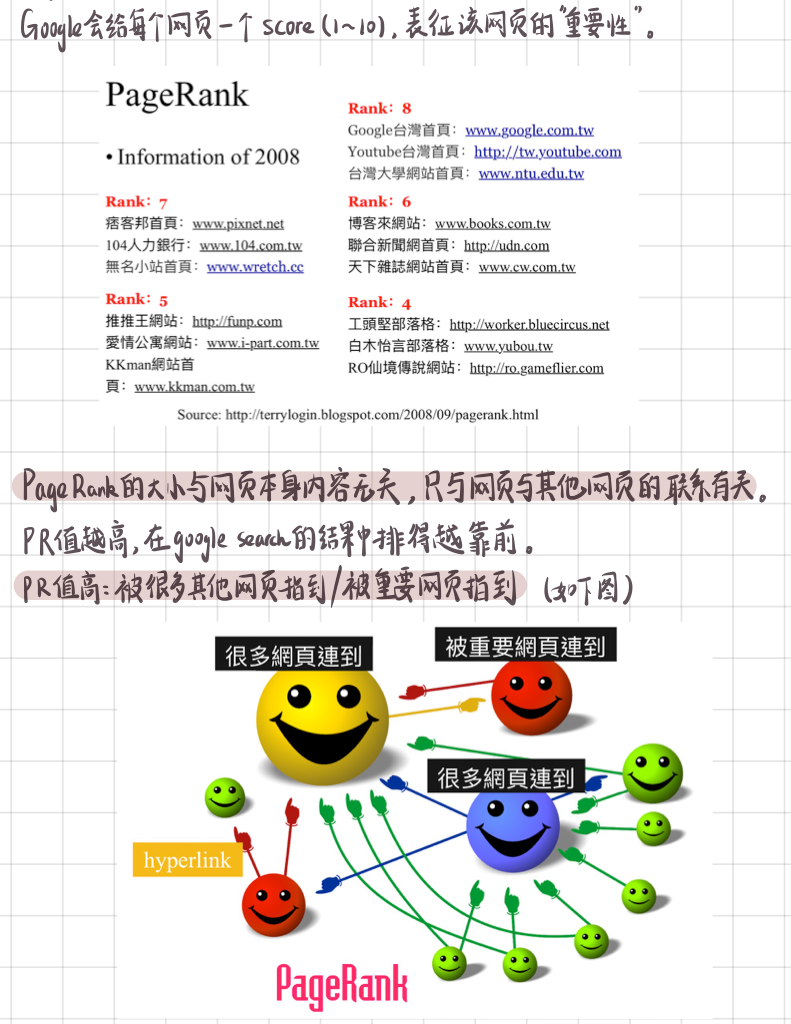 Google会给每个网页一个 score (1~10), 表征该网页的"重要性"。
PageRank
• Information of 2008
Rank: 8
Google台灣首頁: www.google.com.tw
Youtube台灣首頁: http://tw.youtube.com
台灣大學網站首頁: www.ntu.edu.tw
Rank: 7
痞客邦首頁: www.pixnet.net
104人力銀行: www.104.com.tw
無名小站首頁: www.wretch.cc
Rank: 6
博客來網站: www.books.com.tw
聯合新聞網首頁: http://udn.com
天下雜誌網站首頁: www.cw.com.tw
Rank: 5
推推王網站: http://funp.com
愛情公寓網站: www.i-part.com.tw
KKman網站首
頁: www.kkman.com.tw
Rank: 4
工頭堅部落格: http://worker.bluecircus.net
白木怡言部落格: www.yubou.tw
RO仙境傳說網站: http://ro.gameflier.com
Source: http://terrylogin.blogspot.com/2008/09/pagerank.html
PageRank的大小与网页本身内容无关, 只与网页与其他网页的联系有关。
PR值越高, 在google search的结果中排得越靠前。
PR值高: 被很多其他网页指到/被重要网页指到 (如下图)
很多網頁連到
被重要網頁連到
很多網頁連到
hyperlink
PageRank